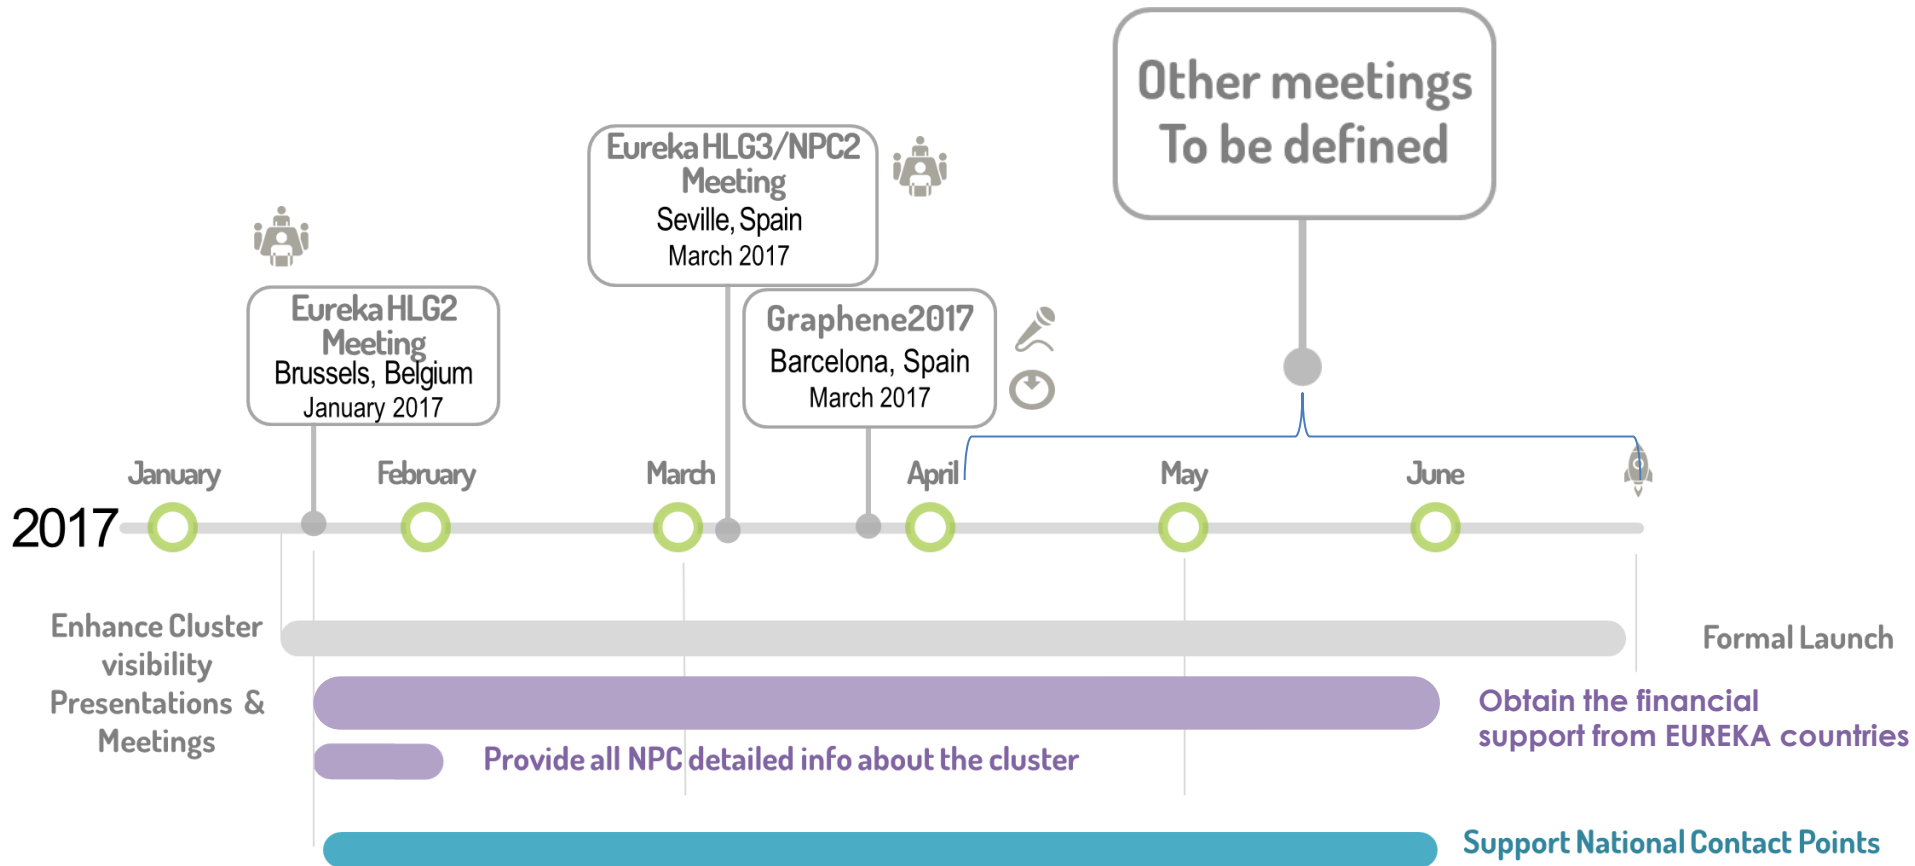 Other meetings
To be defined
Eureka HLG3/NPC2
Meeting
Seville, Spain
March 2017
Eureka HLG2
Meeting
Brussels, Belgium
January 2017
Graphene2017
Barcelona, Spain
March 2017
January
February
March
April
May
June
2017
Enhance Cluster
visibility
Presentations &
Meetings
Formal Launch
Obtain the financial
support from EUREKA countries
Provide all NPC detailed info about the cluster
Support National Contact Points